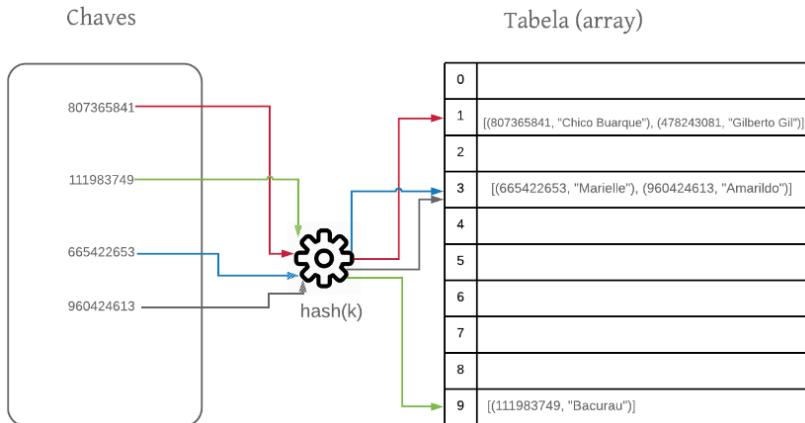 Chaves
Tabela (array)
807365841
111983749
665422653
960424613
hash(k)
0
1 [(807365841, "Chico Buarque"), (478243081, "Gilberto Gil")]
2
3 [(665422653, "Marielle"), (960424613, "Amarildo")]
4
5
6
7
8
9 [(111983749, "Bacurau")]